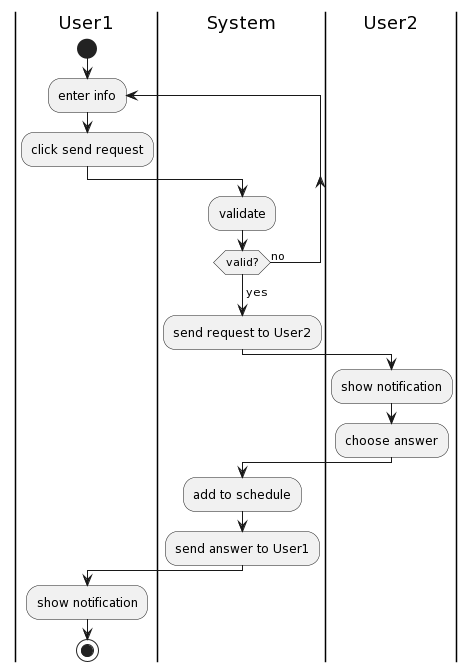 User1
System
User2
enter info
click send request
validate
valid?
no
yes
send request to User2
show notification
choose answer
add to schedule
send answer to User1
show notification